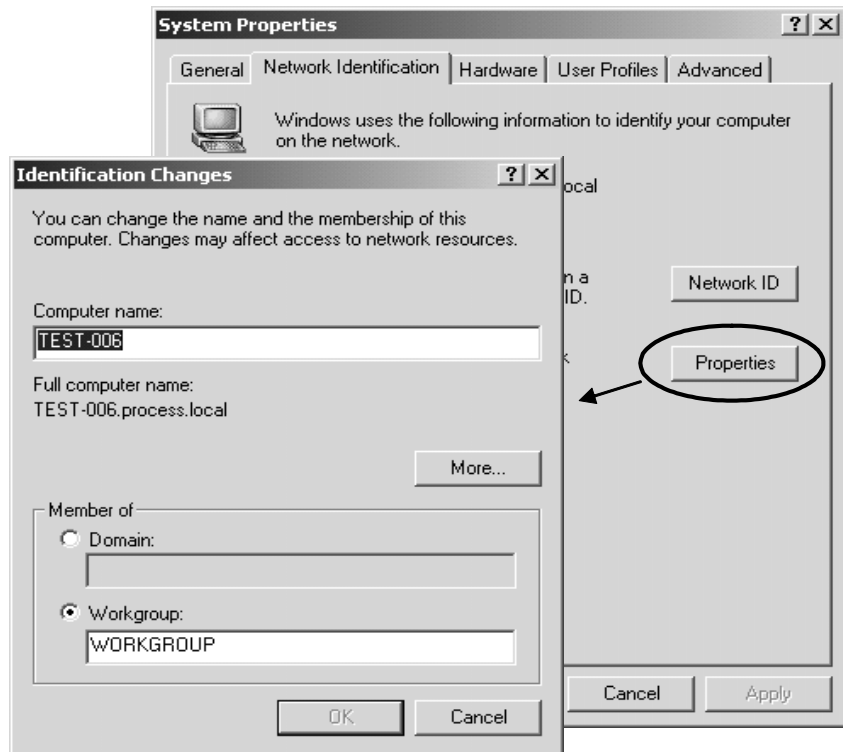 System Properties
General Network Identification Hardware User Profiles Advanced
Windows uses the following information to identify your computer
on the network.
Identification Changes
You can change the name and the membership of this
computer. Changes may affect access to network resources.
Computer name:
TEST-006
Full computer name:
TEST-006.process.local
More...
Member of
Domain:
Workgroup:
WORKGROUP
OK Cancel
ocal
n a
ID.
Network ID
k
Properties
Cancel Apply